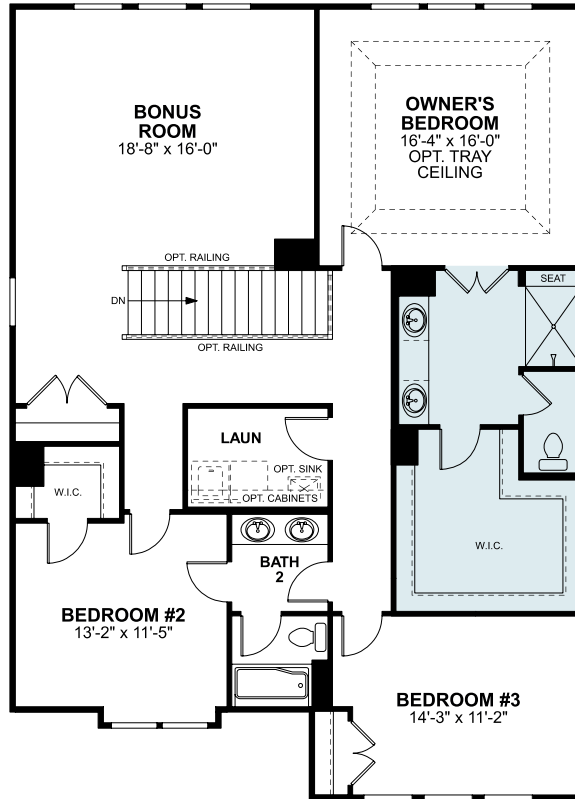 BONUS
ROOM
18'-8" x 16'-0"
OWNER'S
BEDROOM
16'-4" x 16'-0"
OPT. TRAY
CEILING
OPT. RAILING
DN
OPT. RAILING
SEAT
LAUN
OPT. SINK
OPT. CABINETS
W.I.C.
W.I.C.
BATH
2
BEDROOM #2
13'-2" x 11'-5"
BEDROOM #3
14'-3" x 11'-2"